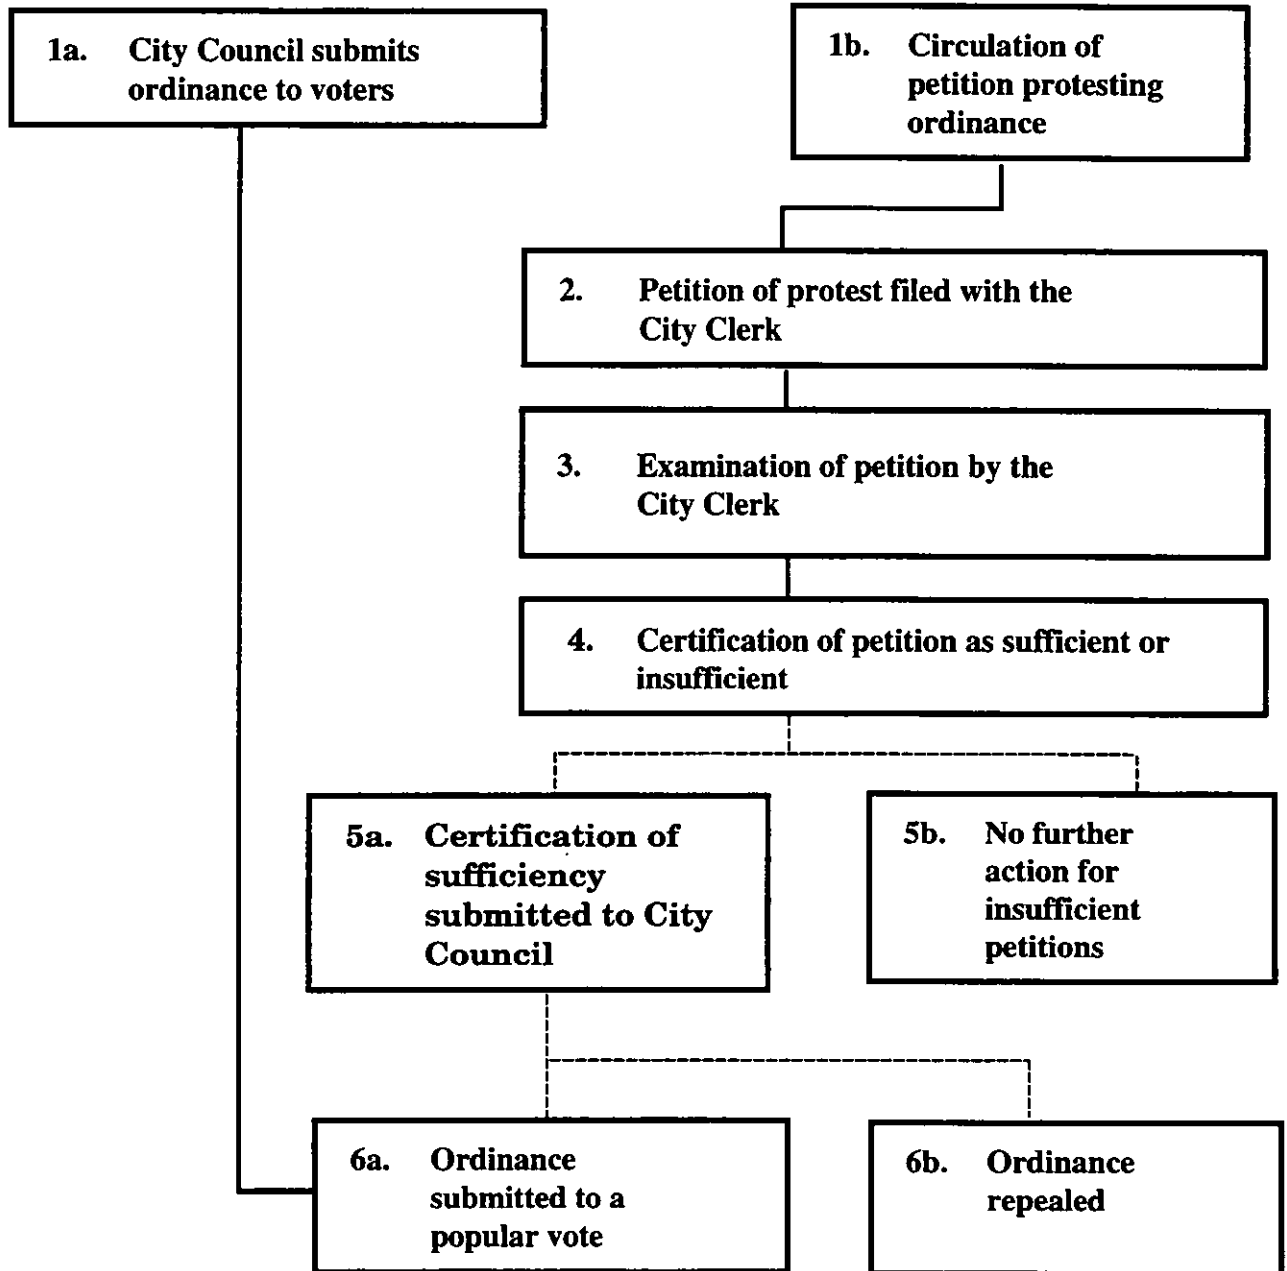 1a. City Council submits
ordinance to voters
1b. Circulation of
petition protesting
ordinance
2. Petition of protest filed with the
City Clerk
3. Examination of petition by the
City Clerk
4. Certification of petition as sufficient or
insufficient
5a. Certification of
sufficiency
submitted to City
Council
5b. No further
action for
insufficient
petitions
6a. Ordinance
submitted to a
popular vote
6b. Ordinance
repealed